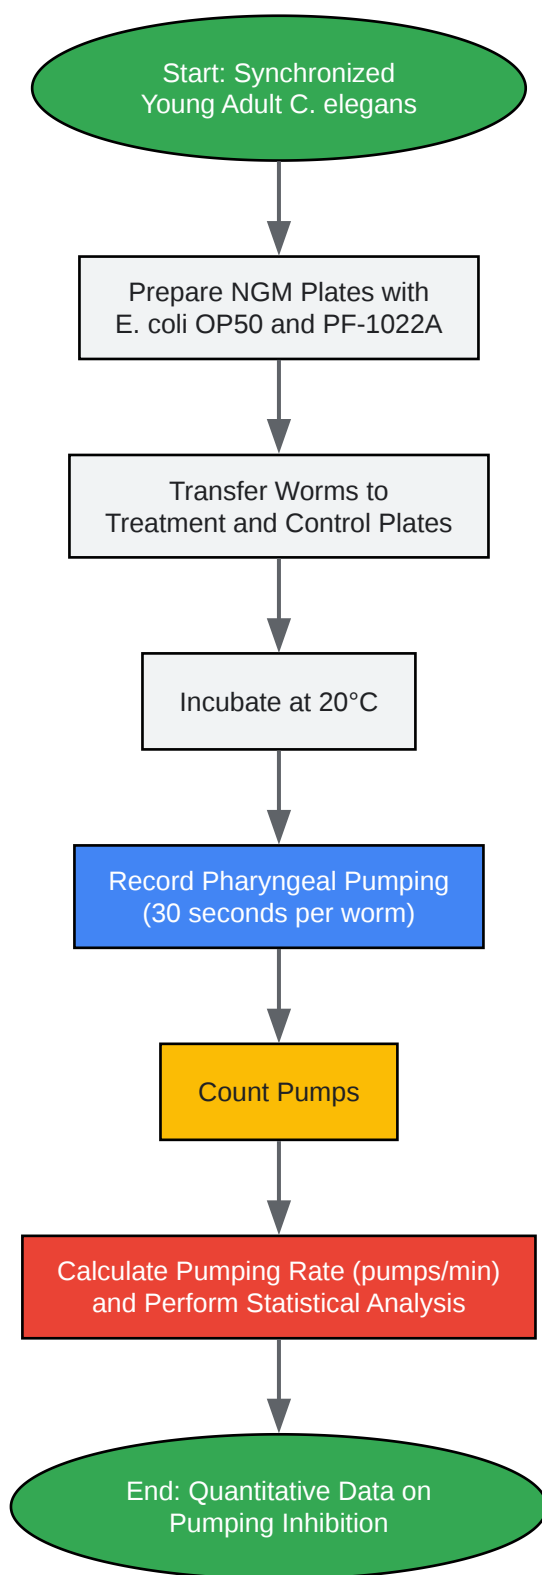 Start: Synchronized
Young Adult C. elegans
Prepare NGM Plates with
E. coli OP50 and PF-1022A
Transfer Worms to
Treatment and Control Plates
Incubate at 20°C
Record Pharyngeal Pumping
(30 seconds per worm)
Count Pumps
Calculate Pumping Rate (pumps/min)
and Perform Statistical Analysis
End: Quantitative Data on
Pumping Inhibition